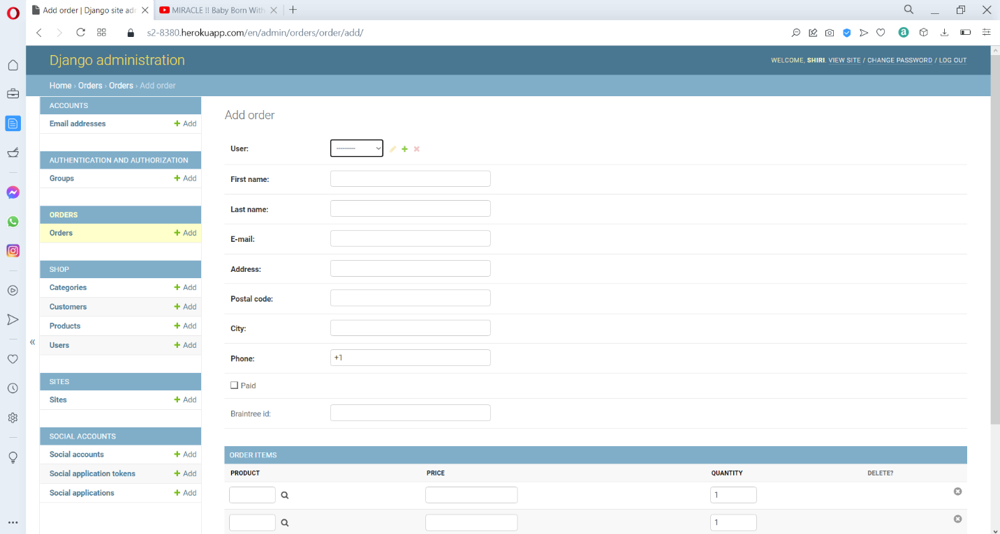 Add order | Django site ad
MIRACLE !! Baby Born With
s2-8380.herokuapp.com/en/admin/orders/order/add/
a
Django administration
WELCOME, SHIRI. VIEW SITE / CHANGE PASSWORD / LOG OUT
Home › Orders › Orders › Add order
ACCOUNTS
Email addresses + Add
AUTHENTICATION AND AUTHORIZATION
Groups + Add
ORDERS
Orders + Add
SHOP
Categories + Add
Customers + Add
Products + Add
Users + Add
SITES
Sites + Add
SOCIAL ACCOUNTS
Social accounts + Add
Social application tokens + Add
Social applications + Add
«
Add order
User: ---------
First name:
Last name:
E-mail:
Address:
Postal code:
City:
Phone: +1
Paid
Braintree id:
ORDER ITEMS
PRODUCT PRICE QUANTITY DELETE?
1
1